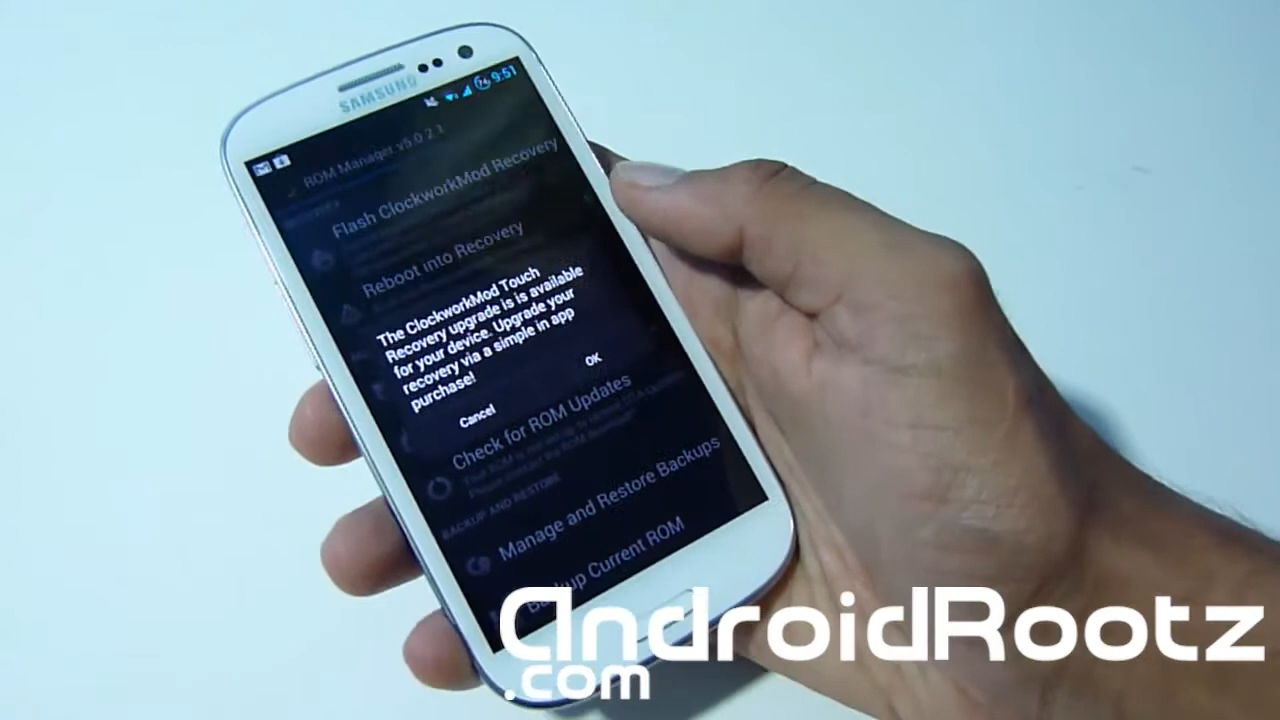 SAMSUNG
9:51
ROM Manager v5.0.2.1
Flash ClockworkMod Recovery
Reboot into Recovery
The ClockworkMod Touch
Recovery upgrade is is available
for your device. Upgrade your
recovery via a simple in app
purchase!
OK
Cancel
Check for ROM Updates
BACKUP AND RESTORE
Manage and Restore Backups
Backup Current ROM
AndroidRootz
.com